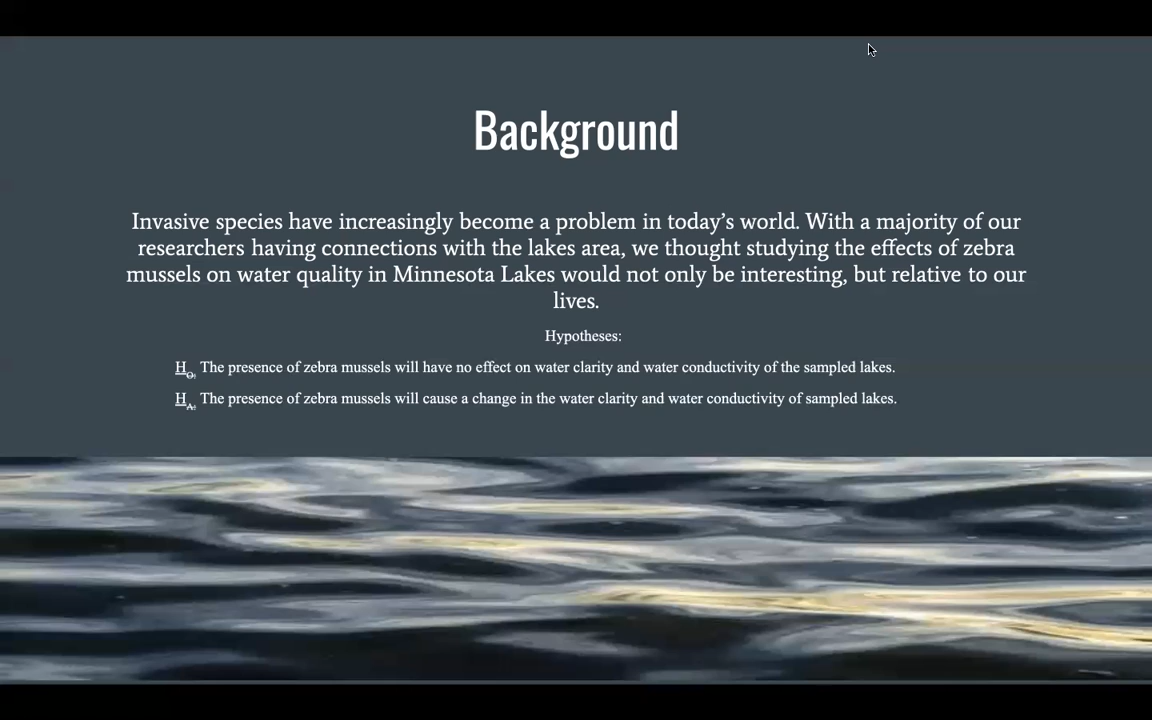 Background
Invasive species have increasingly become a problem in today’s world. With a majority of our
researchers having connections with the lakes area, we thought studying the effects of zebra
mussels on water quality in Minnesota Lakes would not only be interesting, but relative to our
lives.
Hypotheses:
HO: The presence of zebra mussels will have no effect on water clarity and water conductivity of the sampled lakes.
HA: The presence of zebra mussels will cause a change in the water clarity and water conductivity of sampled lakes.